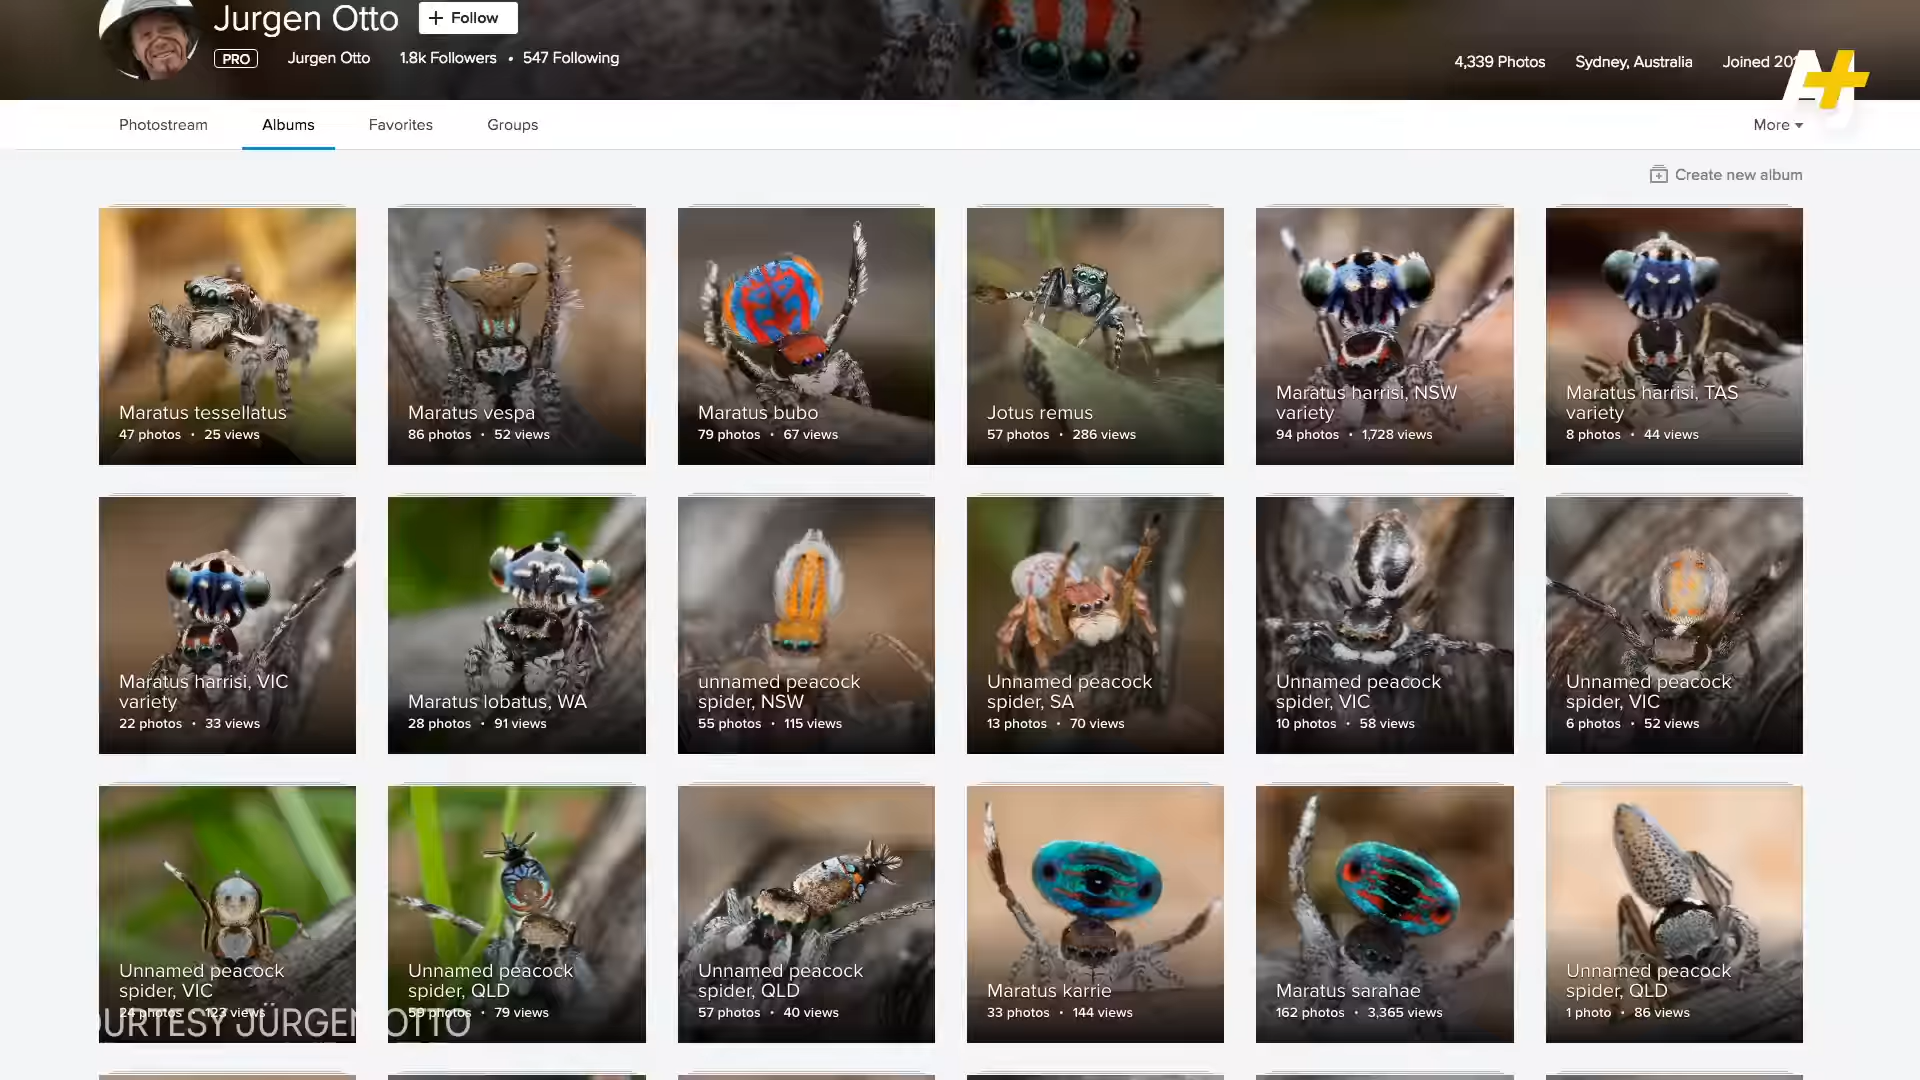 Jurgen Otto
+ Follow
PRO
Jurgen Otto
1.8k Followers • 547 Following
4,339 Photos
Sydney, Australia
Joined
Photostream
Albums
Favorites
Groups
More
Create new album
Maratus tessellatus
47 photos • 25 views
Maratus vespa
86 photos • 52 views
Maratus bubo
79 photos • 67 views
Jotus remus
57 photos • 286 views
Maratus harrisi, NSW
variety
94 photos • 1,728 views
Maratus harrisi, TAS
variety
8 photos • 44 views
Maratus harrisi, VIC
variety
22 photos • 33 views
Maratus lobatus, WA
28 photos • 91 views
unnamed peacock
spider, NSW
55 photos • 115 views
Unnamed peacock
spider, SA
13 photos • 70 views
Unnamed peacock
spider, VIC
10 photos • 58 views
Unnamed peacock
spider, VIC
6 photos • 52 views
Unnamed peacock
spider, VIC
24 photos • 123 views
Unnamed peacock
spider, QLD
59 photos • 79 views
Unnamed peacock
spider, QLD
57 photos • 40 views
Maratus karrie
33 photos • 144 views
Maratus sarahae
162 photos • 3,365 views
Unnamed peacock
spider, QLD
1 photo • 86 views
OURTESY JÜRGEN OTTO